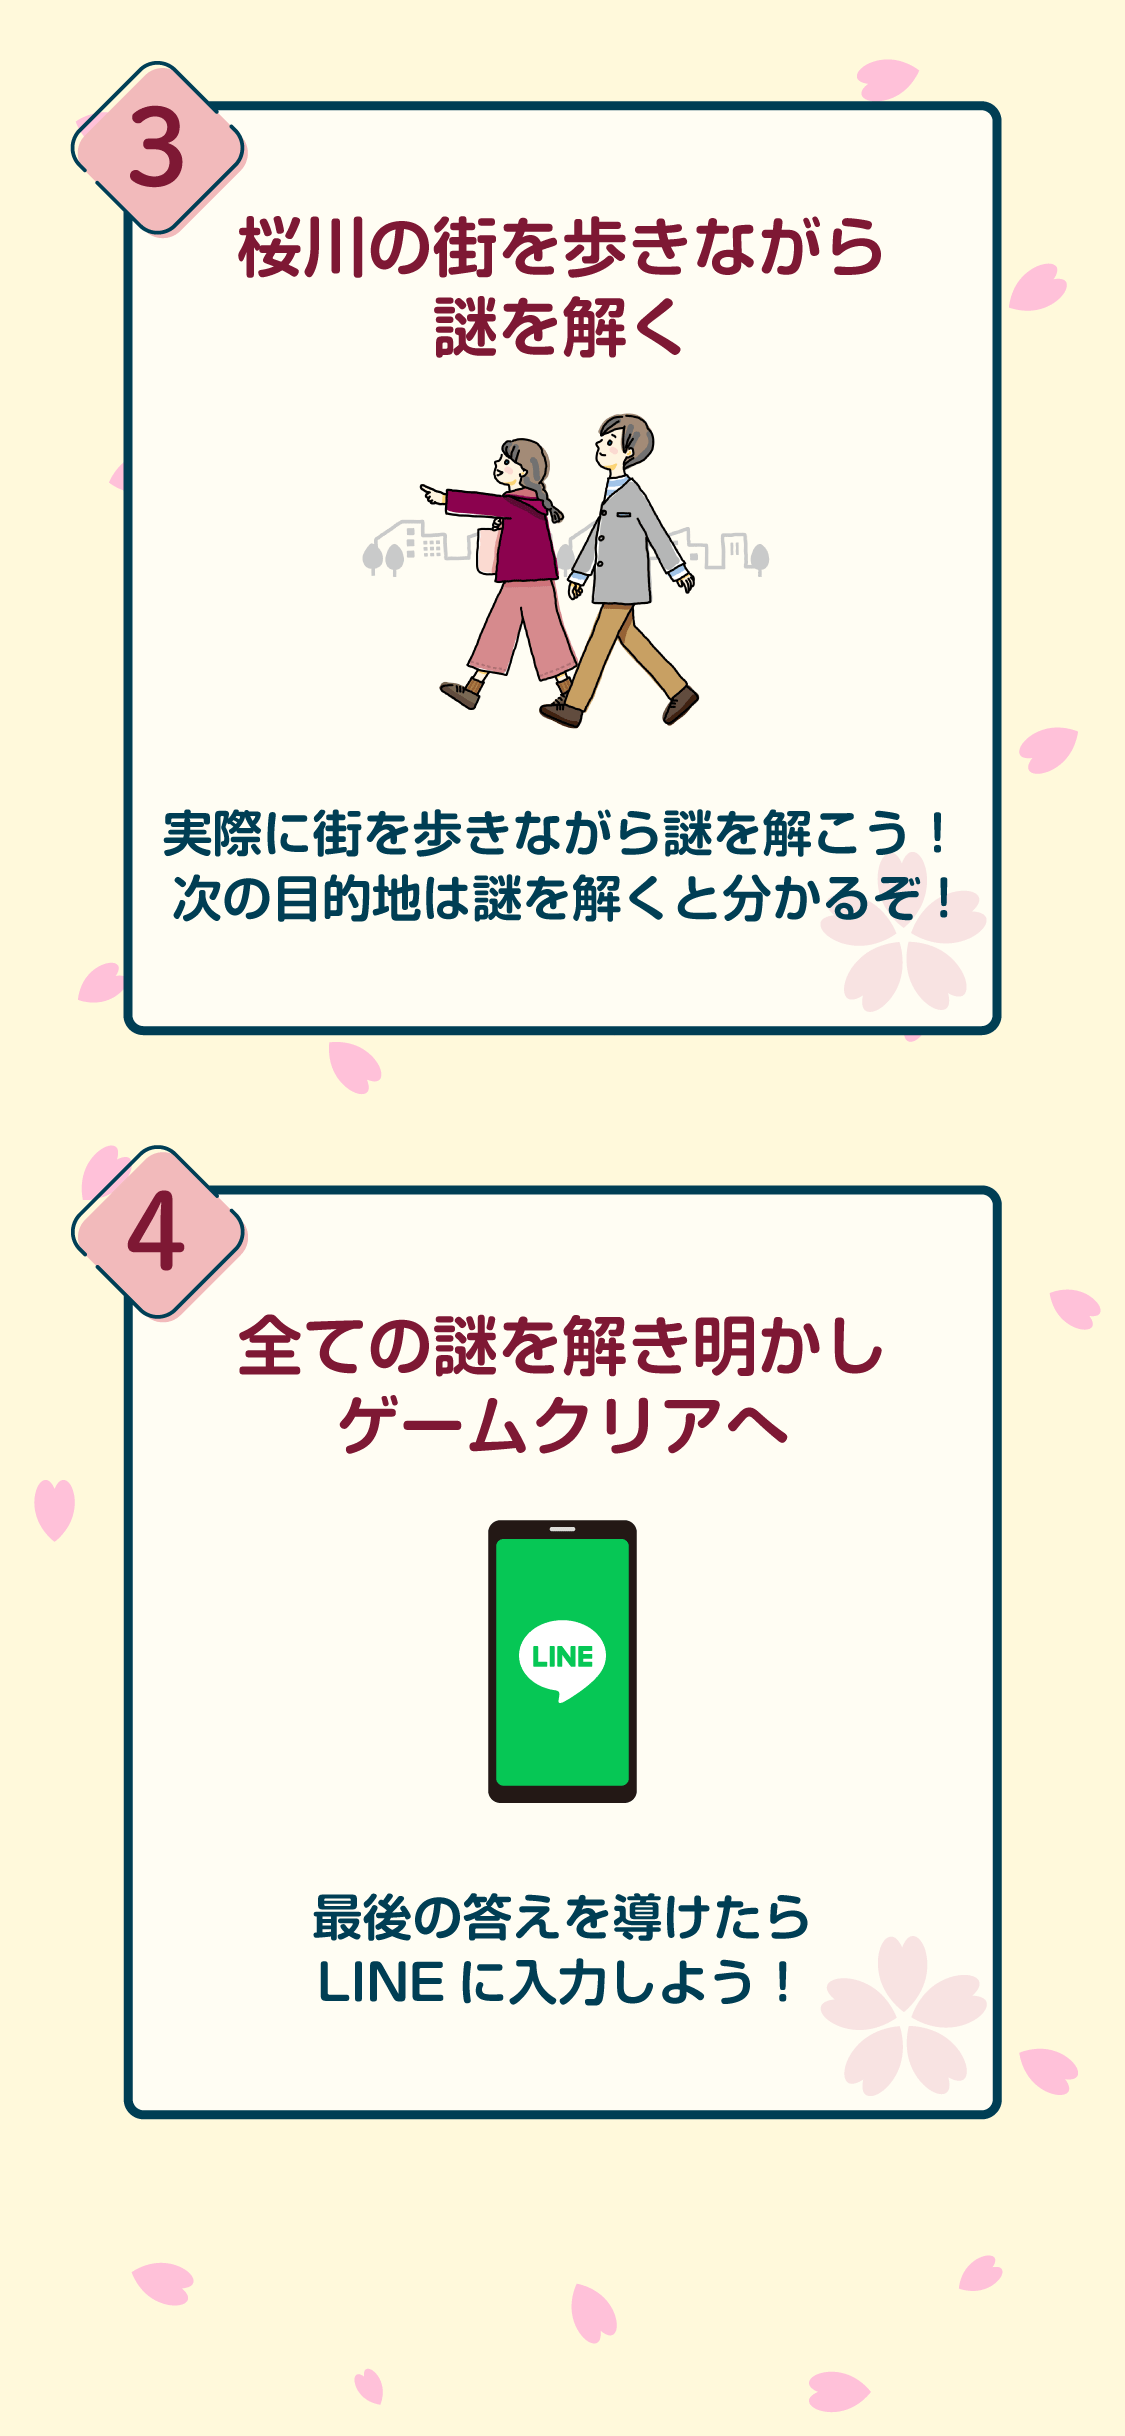 3
桜川の街を歩きながら
謎を解く
実際に街を歩きながら謎を解こう！
次の目的地は謎を解くと分かるぞ！
4
全ての謎を解き明かし
ゲームクリアへ
LINE
最後の答えを導けたら
LINE に入力しよう！